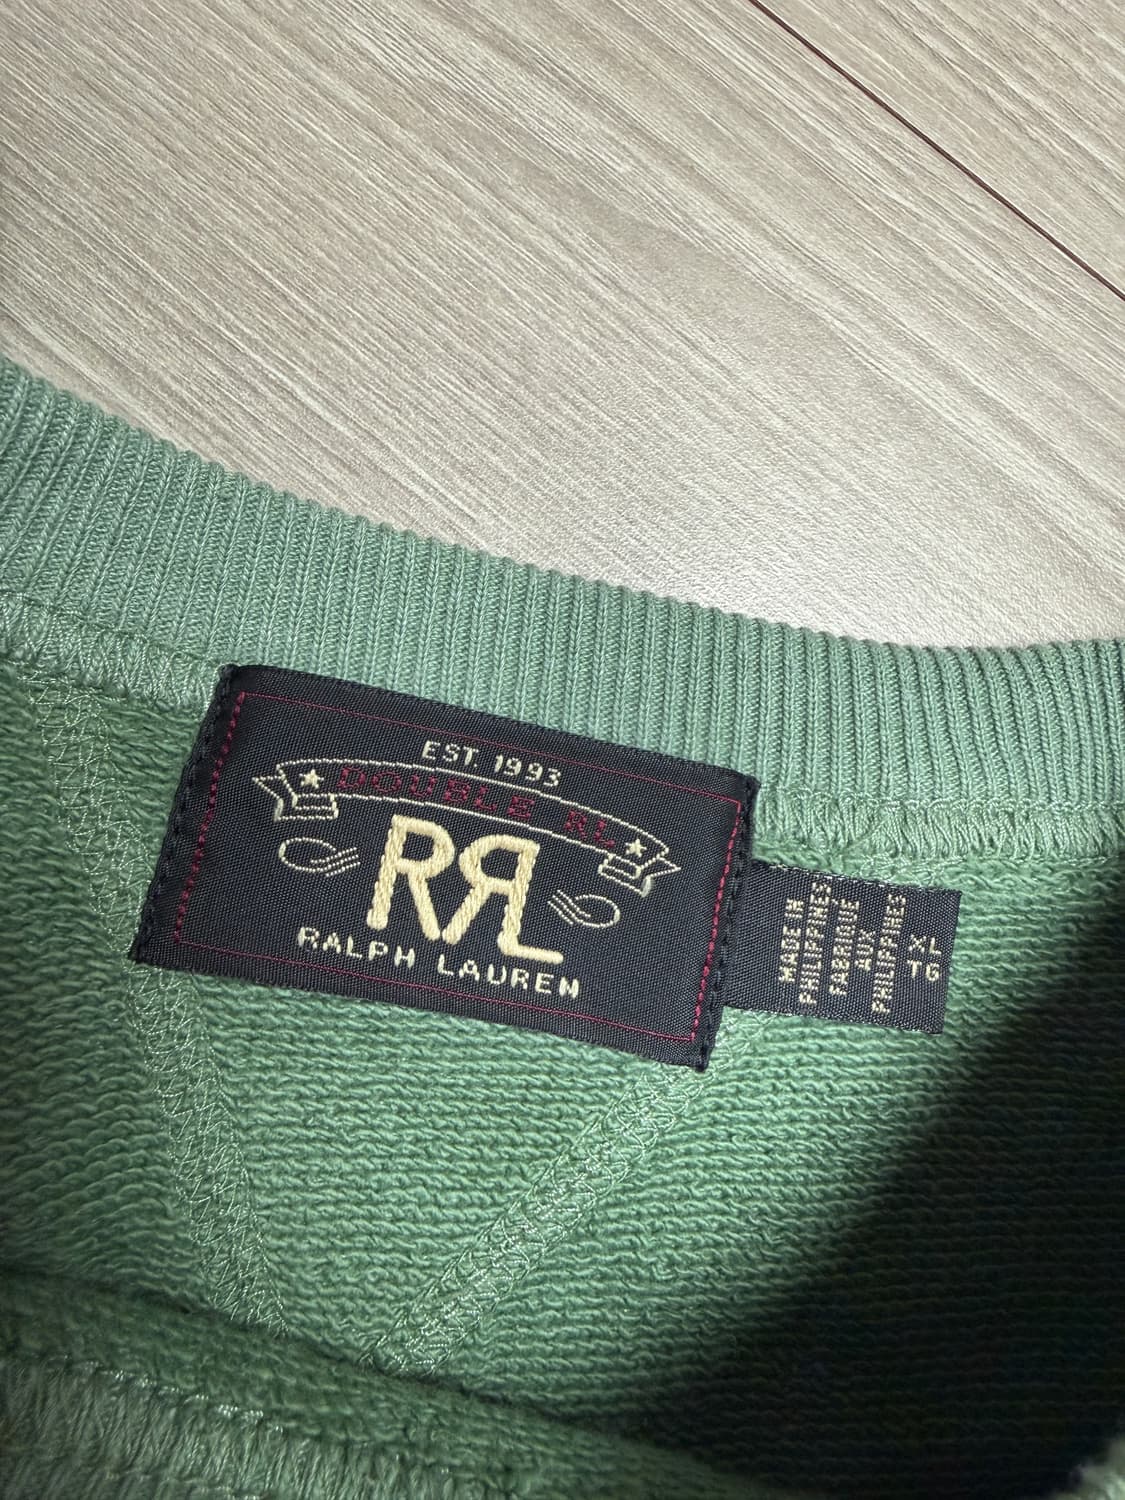 EST. 1993
DOUBLE RL
RRL
RALPH LAUREN
MADE IN
PHILIPPINES
FABRIQUÉ
AUX
PHILIPPINES
XL
TG